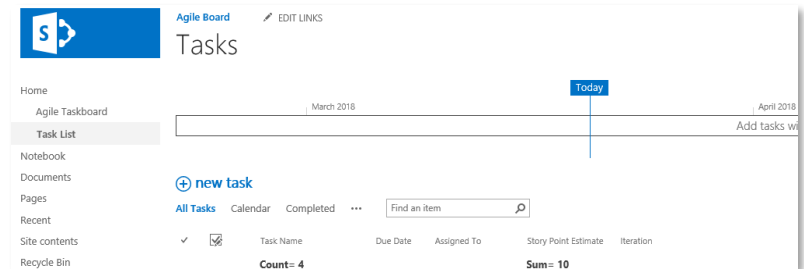 S
Agile Board EDIT LINKS
Tasks
Home
Agile Taskboard
Task List
Notebook
Documents
Pages
Recent
Site contents
Recycle Bin
Today
March 2018 April 2018
Add tasks wi
new task
All Tasks Calendar Completed ••• Find an item
Task Name Due Date Assigned To Story Point Estimate Iteration
Count= 4 Sum= 10